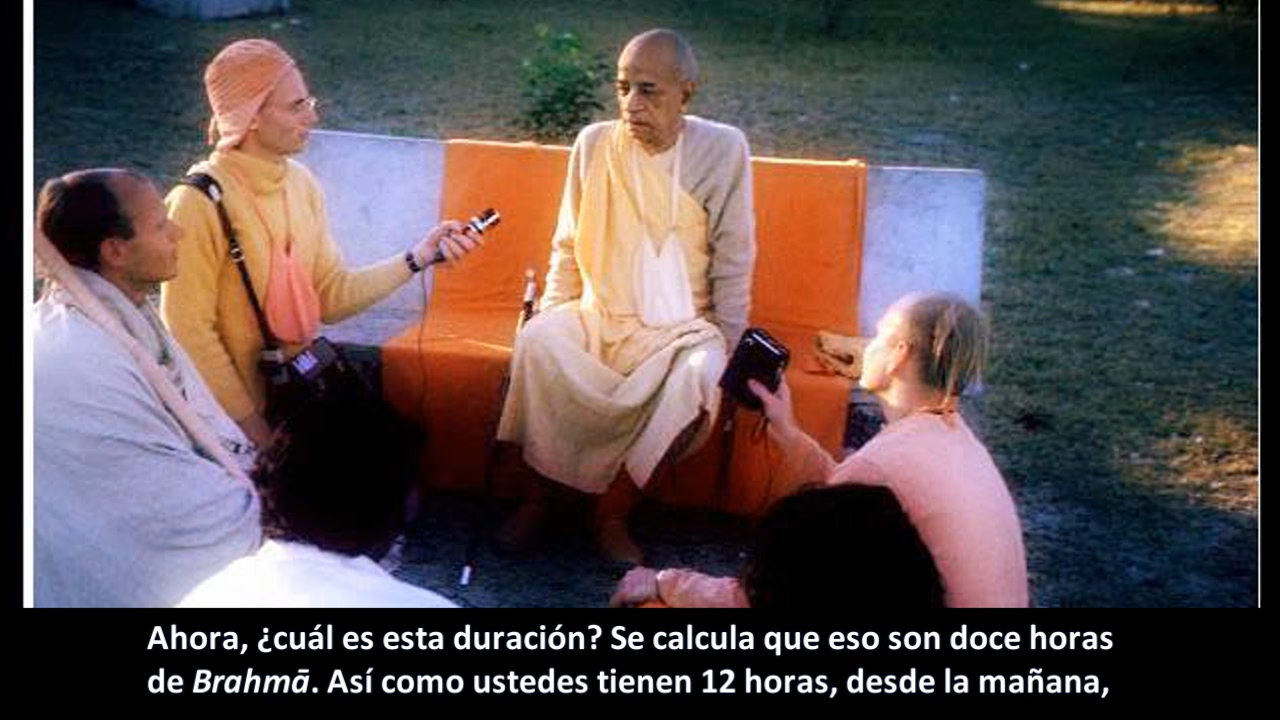 Ahora, ¿cuál es esta duración? Se calcula que eso son doce horas
de Brahmā. Así como ustedes tienen 12 horas, desde la mañana,